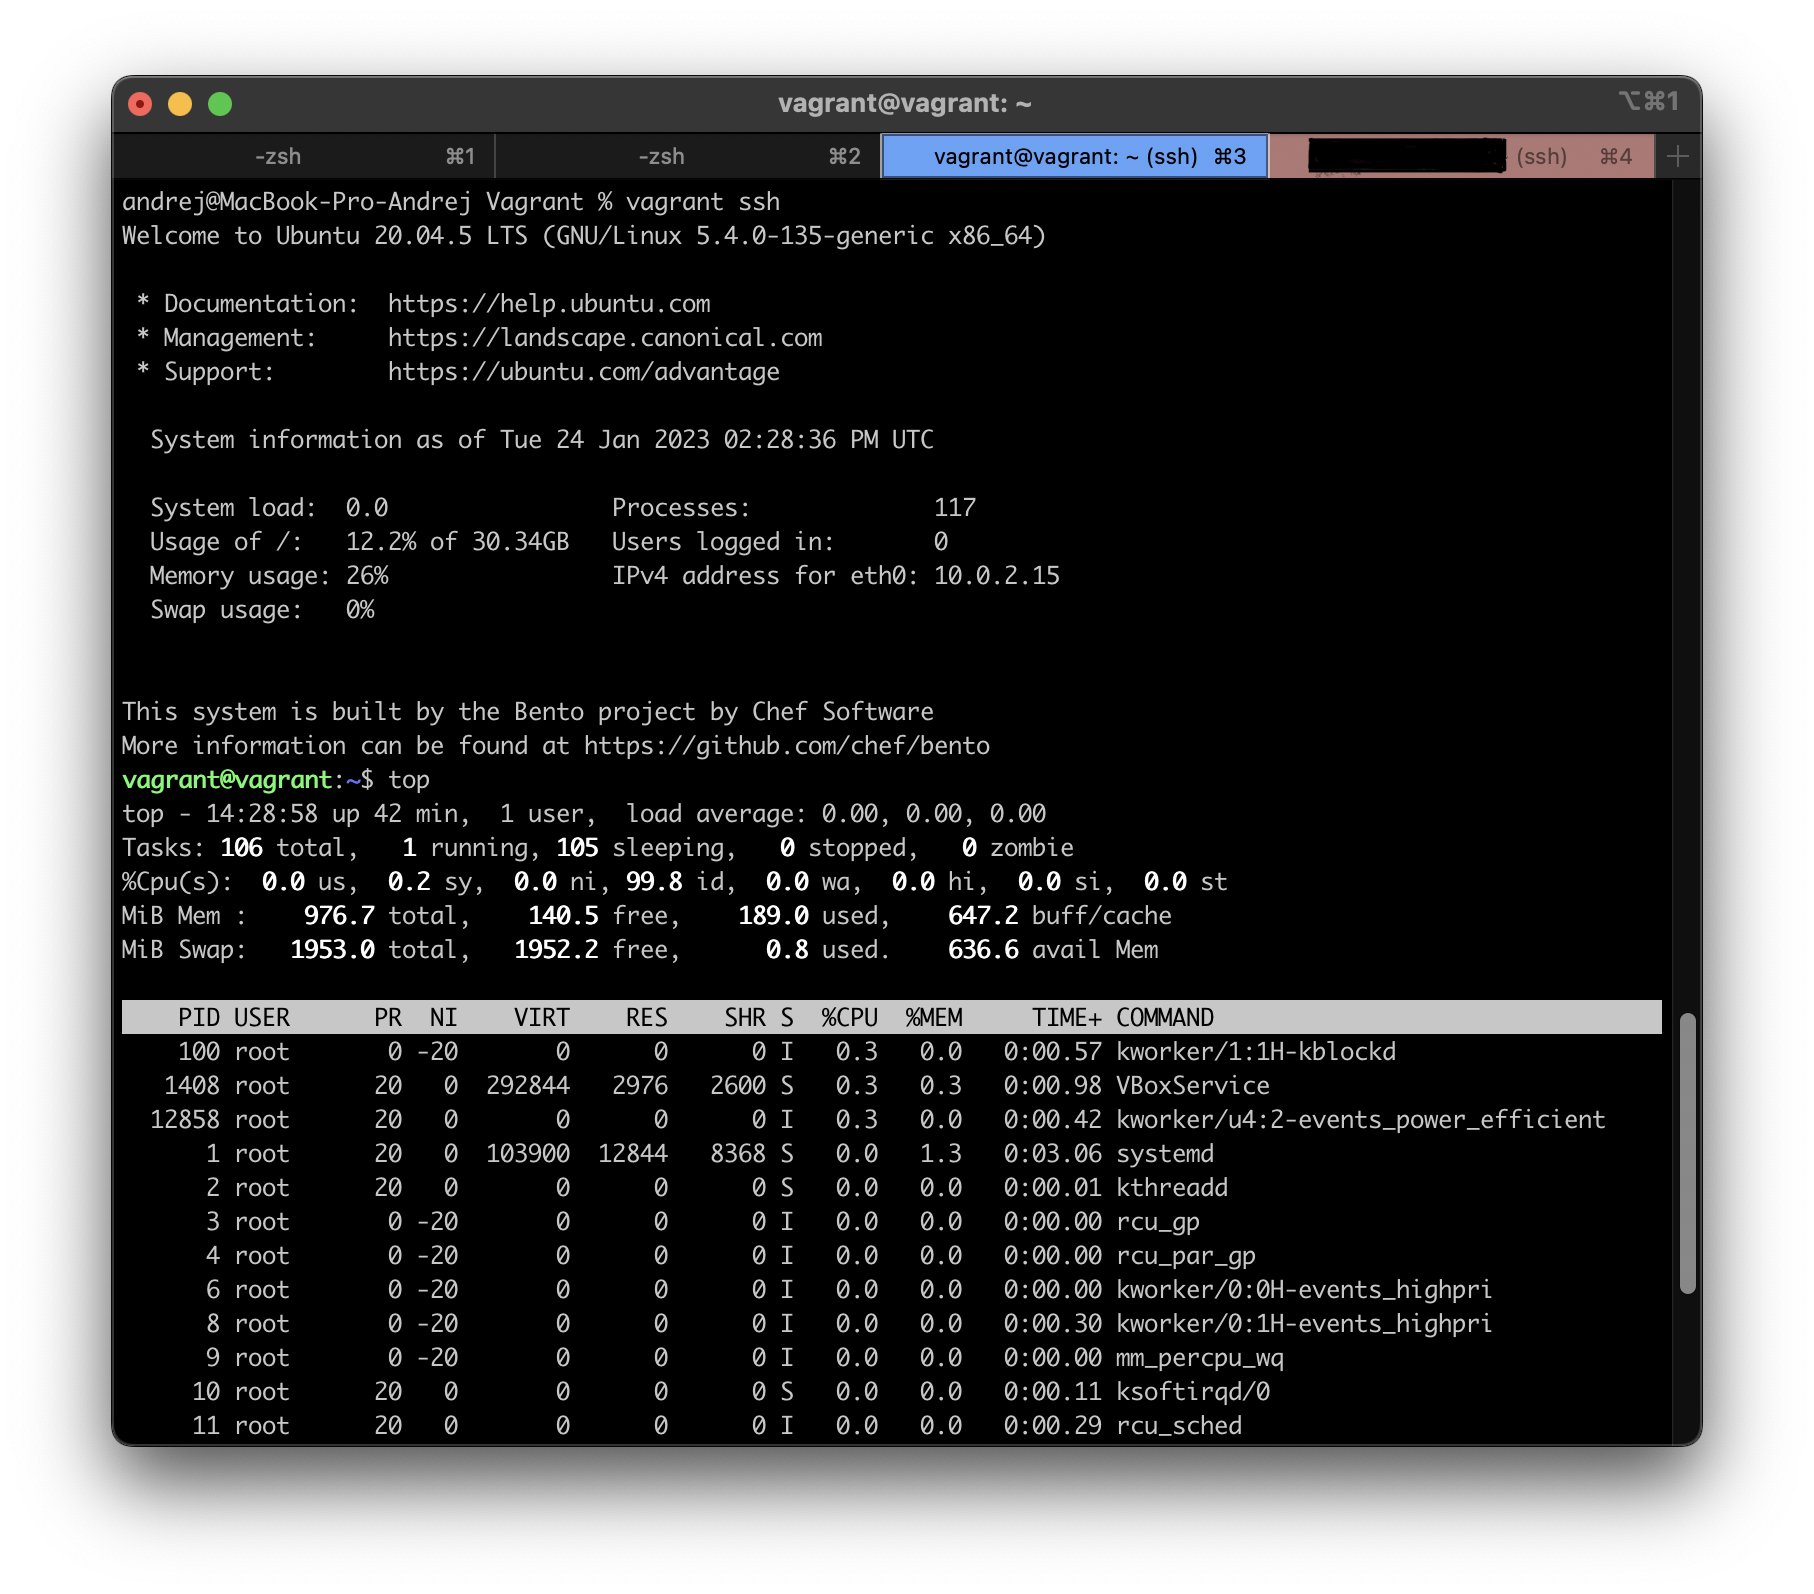 vagrant@vagrant: ~
⌥⌘1
-zsh ⌘1 -zsh ⌘2 vagrant@vagrant: ~ (ssh) ⌘3 (ssh) ⌘4 +
andrej@MacBook-Pro-Andrej Vagrant % vagrant ssh
Welcome to Ubuntu 20.04.5 LTS (GNU/Linux 5.4.0-135-generic x86_64)
* Documentation:  https://help.ubuntu.com
* Management:     https://landscape.canonical.com
* Support:        https://ubuntu.com/advantage
System information as of Tue 24 Jan 2023 02:28:36 PM UTC
System load:  0.0                Processes:             117
Usage of /:   12.2% of 30.34GB   Users logged in:       0
Memory usage: 26%                IPv4 address for eth0: 10.0.2.15
Swap usage:   0%
This system is built by the Bento project by Chef Software
More information can be found at https://github.com/chef/bento
vagrant@vagrant:~$ top
top - 14:28:58 up 42 min,  1 user,  load average: 0.00, 0.00, 0.00
Tasks: 106 total,   1 running, 105 sleeping,   0 stopped,   0 zombie
%Cpu(s):  0.0 us,  0.2 sy,  0.0 ni, 99.8 id,  0.0 wa,  0.0 hi,  0.0 si,  0.0 st
MiB Mem :    976.7 total,    140.5 free,    189.0 used,    647.2 buff/cache
MiB Swap:   1953.0 total,   1952.2 free,      0.8 used.    636.6 avail Mem
PID USER      PR  NI    VIRT    RES    SHR S  %CPU  %MEM     TIME+ COMMAND
100 root       0 -20       0      0      0 I   0.3   0.0   0:00.57 kworker/1:1H-kblockd
1408 root      20   0  292844   2976   2600 S   0.3   0.3   0:00.98 VBoxService
12858 root      20   0       0      0      0 I   0.3   0.0   0:00.42 kworker/u4:2-events_power_efficient
1 root      20   0  103900  12844   8368 S   0.0   1.3   0:03.06 systemd
2 root      20   0       0      0      0 S   0.0   0.0   0:00.01 kthreadd
3 root       0 -20       0      0      0 I   0.0   0.0   0:00.00 rcu_gp
4 root       0 -20       0      0      0 I   0.0   0.0   0:00.00 rcu_par_gp
6 root       0 -20       0      0      0 I   0.0   0.0   0:00.00 kworker/0:0H-events_highpri
8 root       0 -20       0      0      0 I   0.0   0.0   0:00.30 kworker/0:1H-events_highpri
9 root       0 -20       0      0      0 I   0.0   0.0   0:00.00 mm_percpu_wq
10 root      20   0       0      0      0 S   0.0   0.0   0:00.11 ksoftirqd/0
11 root      20   0       0      0      0 I   0.0   0.0   0:00.29 rcu_sched